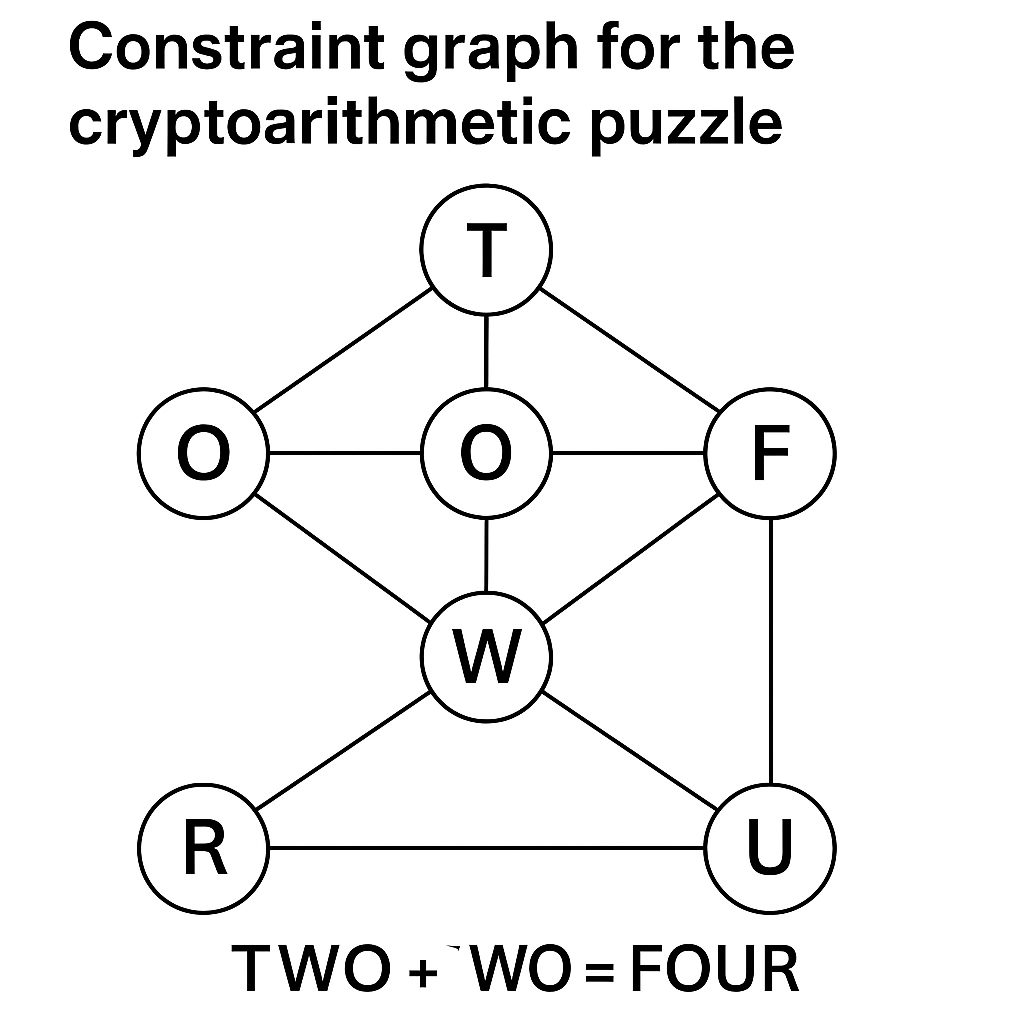 Constraint graph for the
cryptoarithmetic puzzle
T
O O F
W
R U
TWO + WO = FOUR